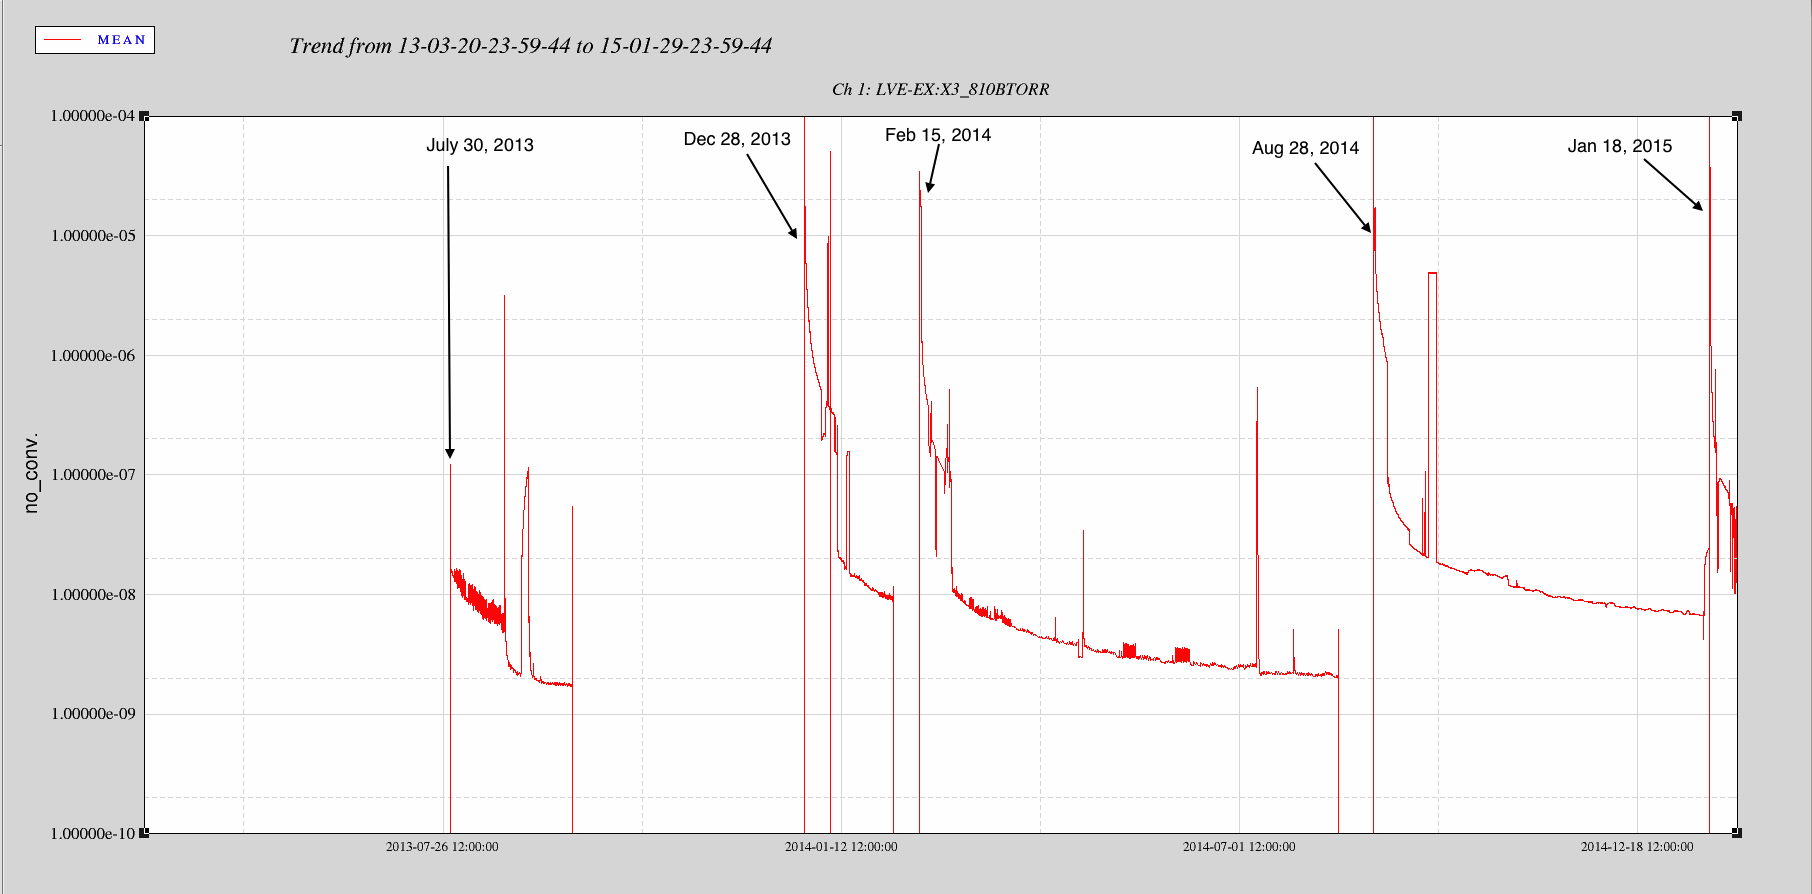 MEAN
Trend from 13-03-20-23-59-44 to 15-01-29-23-59-44
Ch 1: LVE-EX:X3_810BTORR
1.00000e-04
July 30, 2013
Dec 28, 2013
Feb 15, 2014
Aug 28, 2014
Jan 18, 2015
1.00000e-05
1.00000e-06
no_conv.
1.00000e-07
1.00000e-08
1.00000e-09
1.00000e-10
2013-07-26 12:00:00
2014-01-12 12:00:00
2014-07-01 12:00:00
2014-12-18 12:00:00